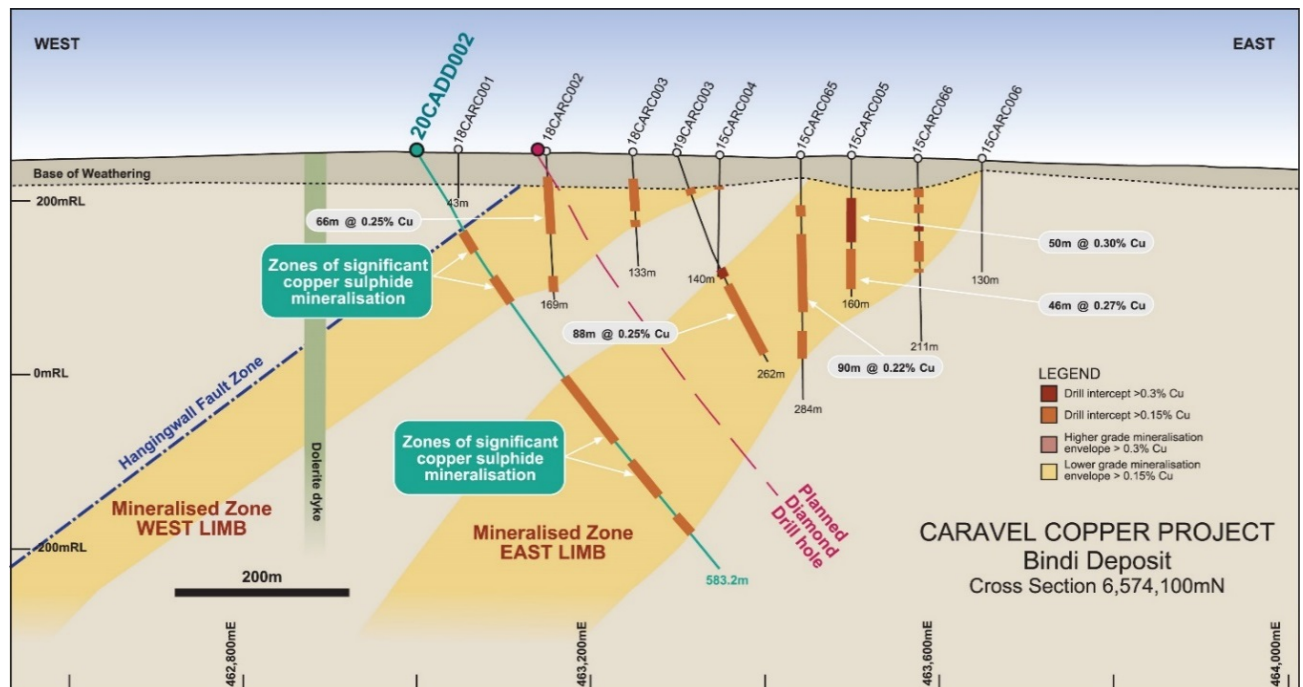 WEST
EAST
20CADD002
18CARC001
18CARC002
18CARC003
19CARC003
15CARC004
15CARC065
15CARC005
15CARC066
15CARC006
Base of Weathering
200mRL
43m
66m @ 0.25% Cu
50m @ 0.30% Cu
Zones of significant
copper sulphide
mineralisation
133m
140m
130m
169m
160m
46m @ 0.27% Cu
88m @ 0.25% Cu
211m
0mRL
262m
90m @ 0.22% Cu
284m
Hangingwall Fault Zone
Dolerite dyke
LEGEND
Drill intercept >0.3% Cu
Drill intercept >0.15% Cu
Higher grade mineralisation
envelope > 0.3% Cu
Lower grade mineralisation
envelope > 0.15% Cu
Zones of significant
copper sulphide
mineralisation
Planned
Diamond
Drill hole
Mineralised Zone
WEST LIMB
Mineralised Zone
EAST LIMB
-200mRL
200m
583.2m
CARAVEL COPPER PROJECT
Bindi Deposit
Cross Section 6,574,100mN
462,800mE
463,200mE
463,600mE
464,000mE